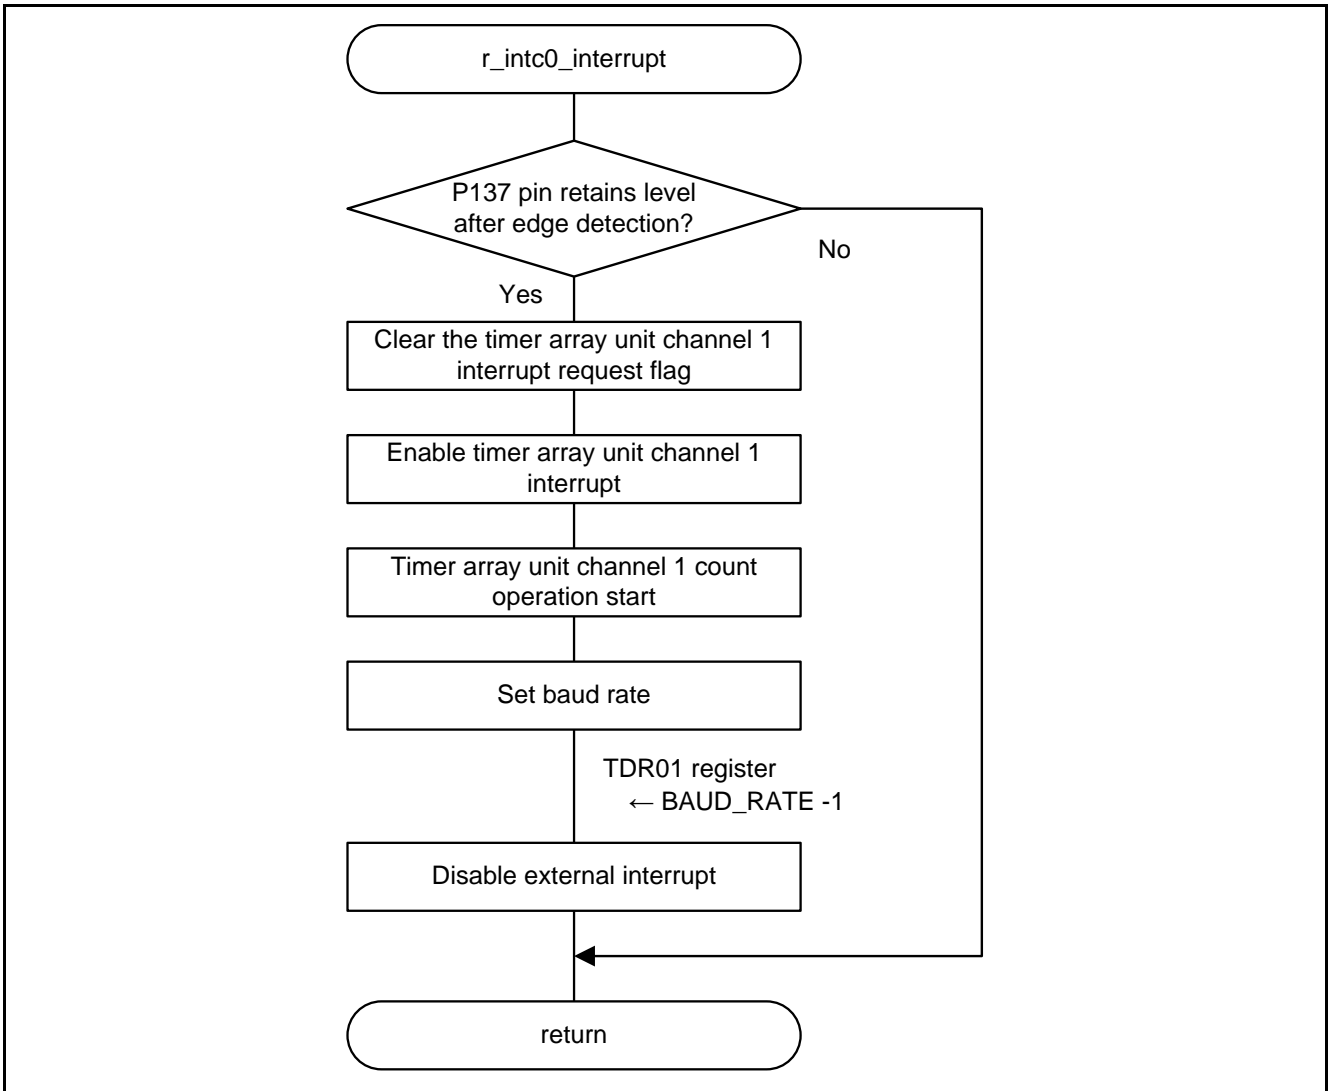 r_intc0_interrupt
P137 pin retains level
after edge detection?
No
Yes
Clear the timer array unit channel 1
interrupt request flag
Enable timer array unit channel 1
interrupt
Timer array unit channel 1 count
operation start
Set baud rate
TDR01 register
← BAUD_RATE -1
Disable external interrupt
return